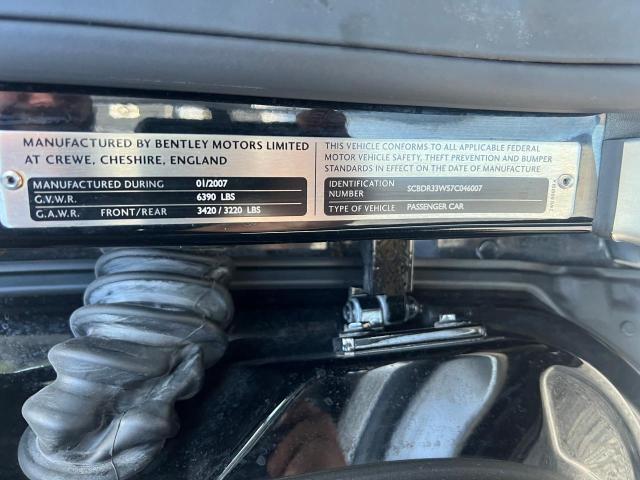 MANUFACTURED BY BENTLEY MOTORS LIMITED
AT CREWE, CHESHIRE, ENGLAND
MANUFACTURED DURING 01/2007
G.V.W.R. 6390 LBS
G.A.W.R. FRONT/REAR 3420 / 3220 LBS
THIS VEHICLE CONFORMS TO ALL APPLICABLE FEDERAL
MOTOR VEHICLE SAFETY, THEFT PREVENTION AND BUMPER
STANDARDS IN EFFECT ON THE DATE OF MANUFACTURE
IDENTIFICATION
NUMBER SCBDR33W57C046007
TYPE OF VEHICLE PASSENGER CAR